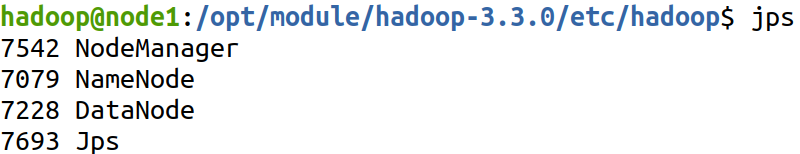 hadoop@node1:/opt/module/hadoop-3.3.0/etc/hadoop$ jps
7542 NodeManager
7079 NameNode
7228 DataNode
7693 Jps